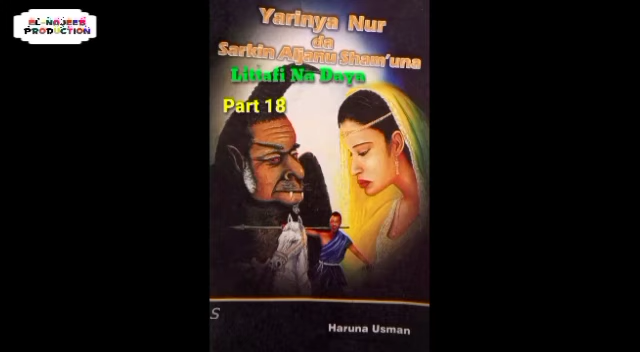 EL-NAJEEB
PRODUCTION
Yarinya Nur
da
Sarkin Aljanu Sham'una
Littafi Na Daya
Part 18
S
Haruna Usman